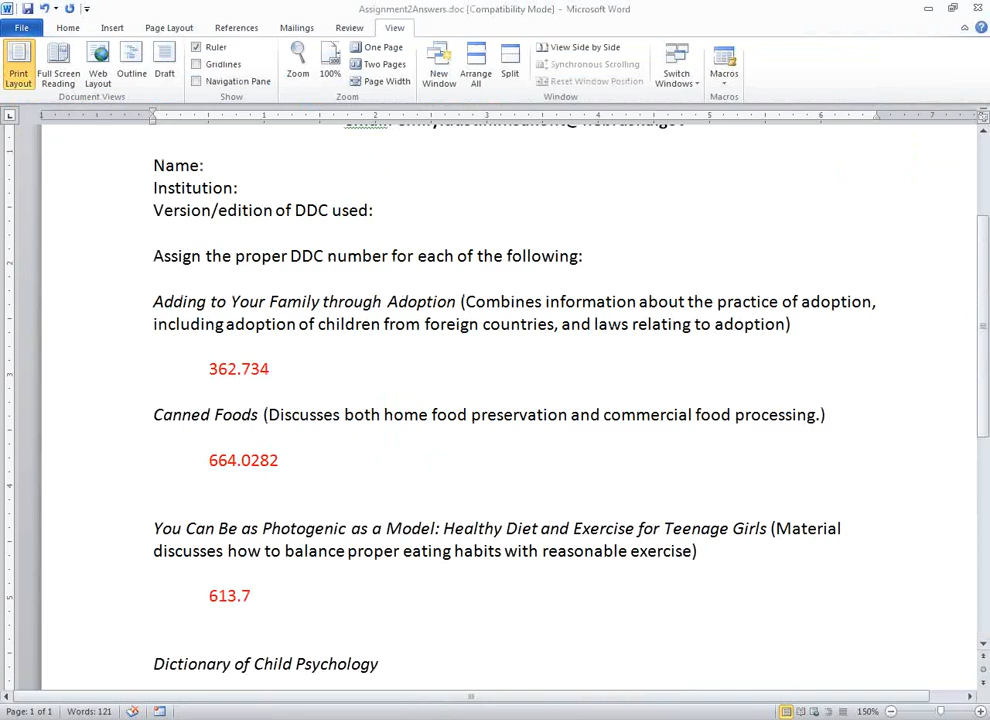 Assignment2Answers.doc [Compatibility Mode] - Microsoft Word
File Home Insert Page Layout References Mailings Review View
Print Layout
Full Screen Reading
Web Layout
Outline
Draft
Document Views
Ruler
Gridlines
Navigation Pane
Show
Zoom
100%
One Page
Two Pages
Page Width
Zoom
New Window
Arrange All
Split
View Side by Side
Synchronous Scrolling
Reset Window Position
Window
Switch Windows
Macros
Macros
Name:
Institution:
Version/edition of DDC used:
Assign the proper DDC number for each of the following:
Adding to Your Family through Adoption (Combines information about the practice of adoption,
including adoption of children from foreign countries, and laws relating to adoption)
362.734
Canned Foods (Discusses both home food preservation and commercial food processing.)
664.0282
You Can Be as Photogenic as a Model: Healthy Diet and Exercise for Teenage Girls (Material
discusses how to balance proper eating habits with reasonable exercise)
613.7
Dictionary of Child Psychology
Page: 1 of 1 Words: 121 150%